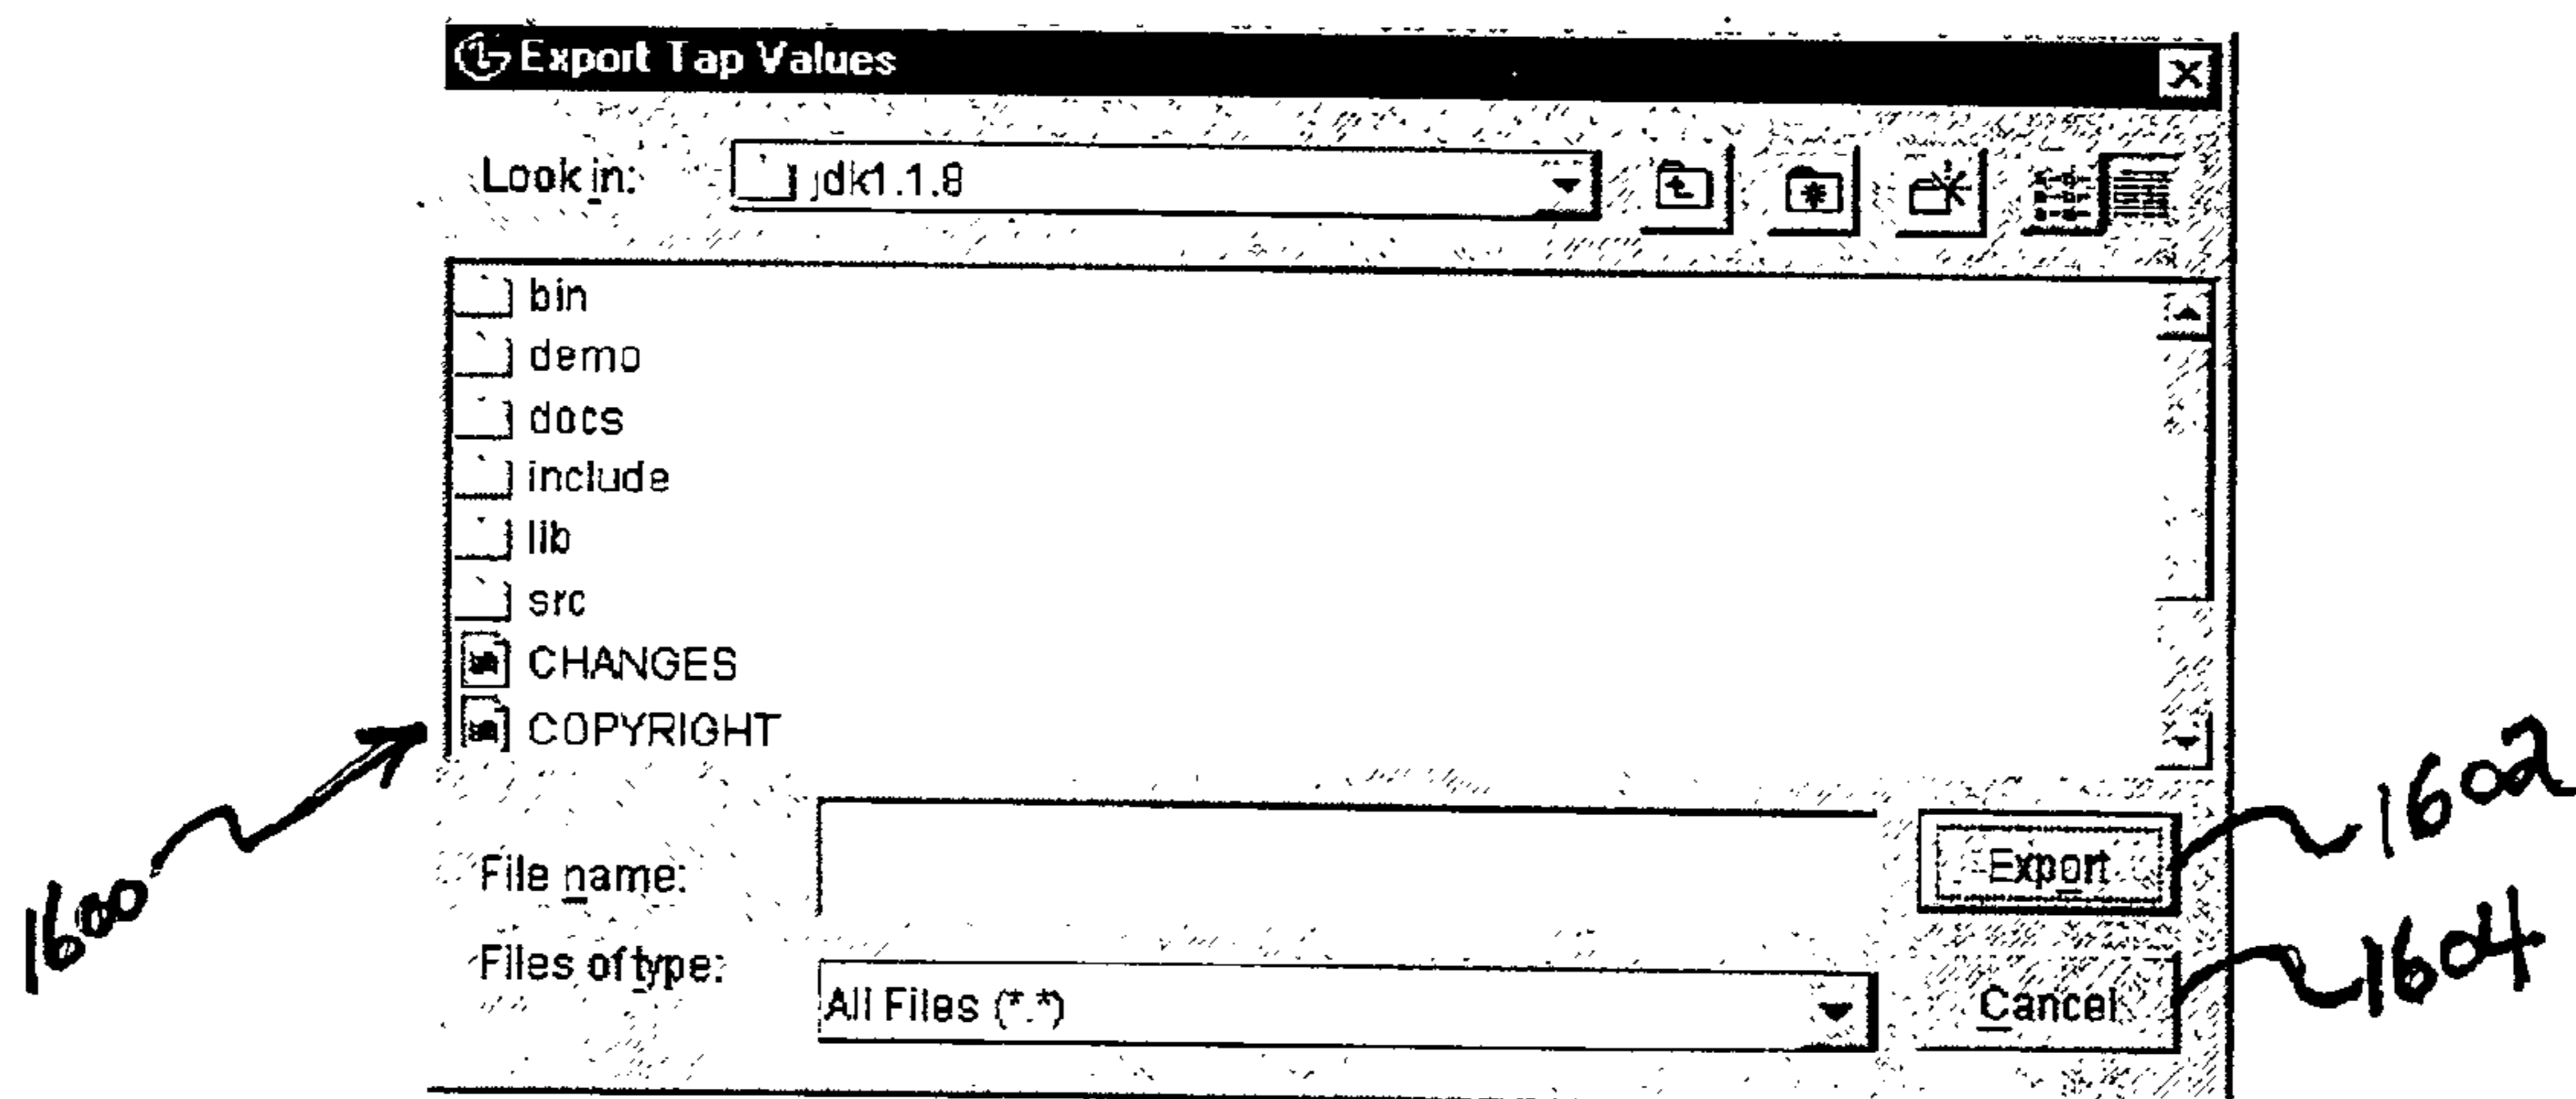 Export Tap Values
Look in: jdk1.1.8
bin
demo
docs
include
lib
src
CHANGES
COPYRIGHT
1600
File name:
Export
1602
Files of type:
All Files (*.*)
Cancel
1604